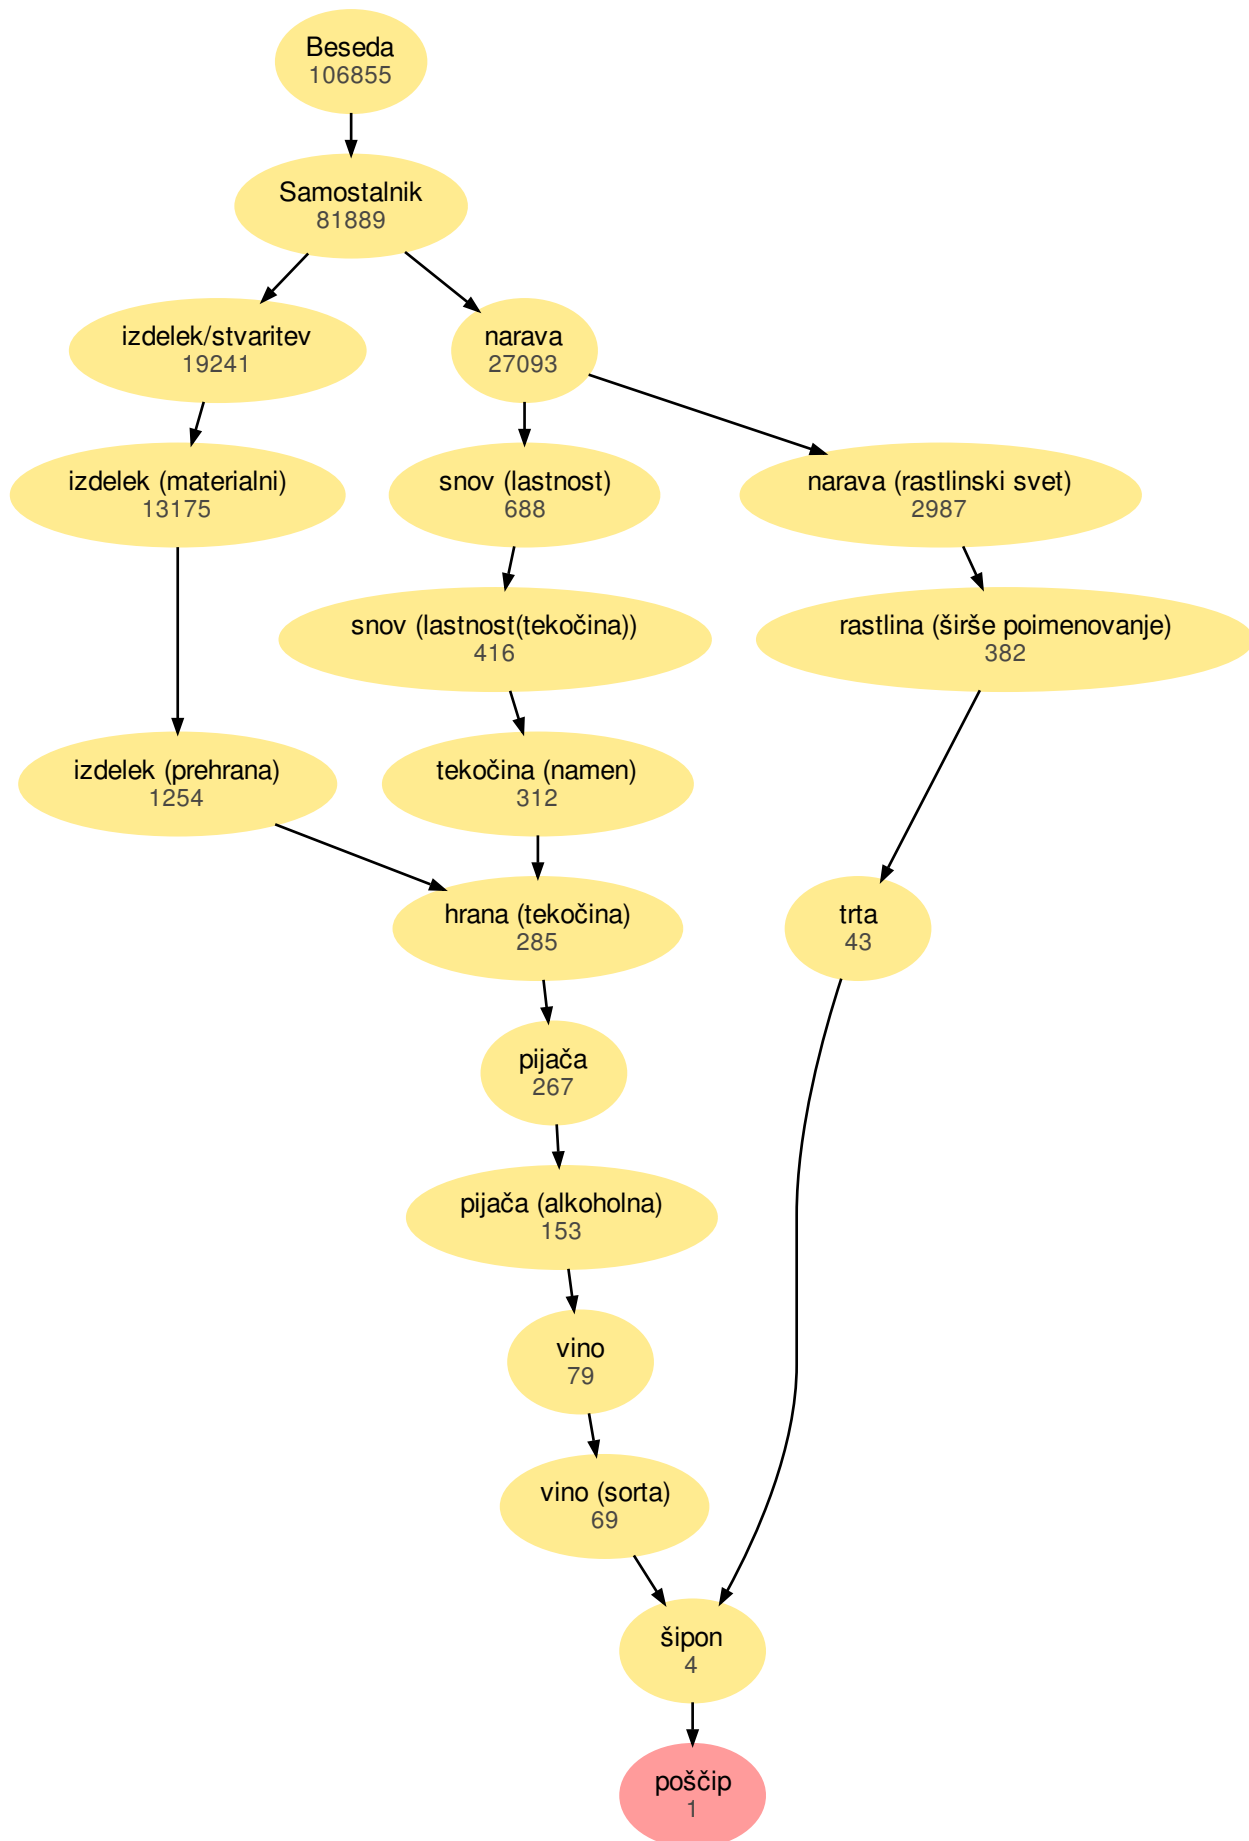 Beseda
106855
Samostalnik
81889
izdelek/stvaritev
19241
narava
27093
izdelek (materialni)
13175
snov (lastnost)
688
narava (rastlinski svet)
2987
snov (lastnost(tekočina))
416
rastlina (širše poimenovanje)
382
izdelek (prehrana)
1254
tekočina (namen)
312
hrana (tekočina)
285
trta
43
pijača
267
pijača (alkoholna)
153
vino
79
vino (sorta)
69
šipon
4
poščip
1